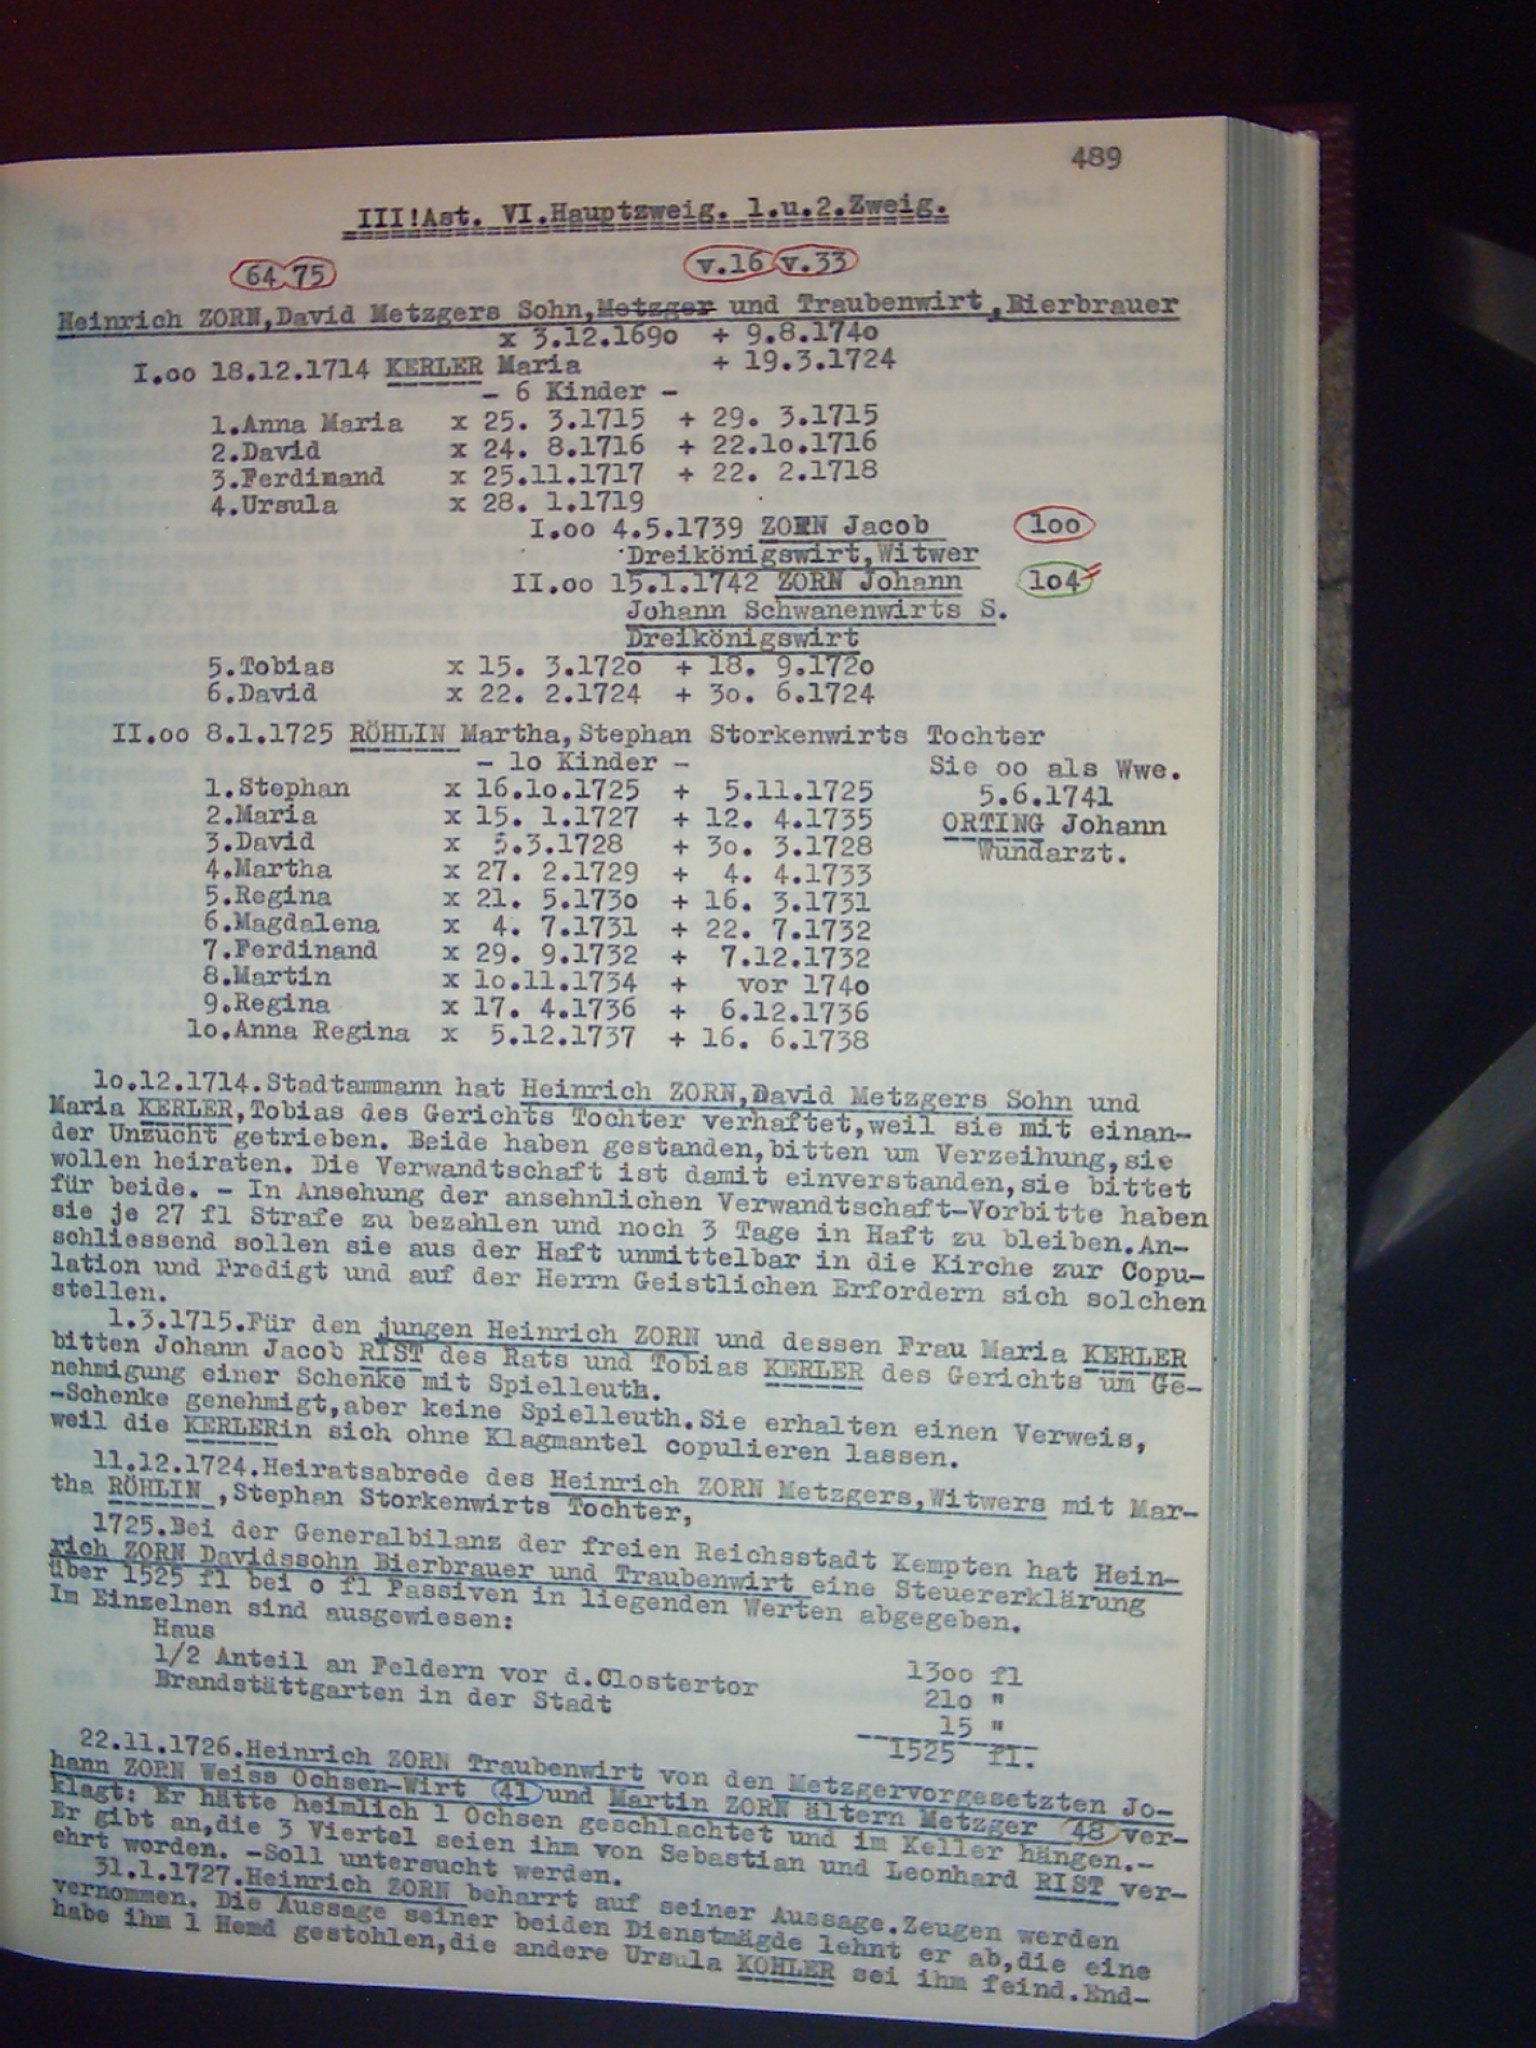 489
III!Ast. VI.Hauptzweig. 1.u.2.Zweig.
64 75 v.16 v.33
Heinrich ZORN,David Metzgers Sohn,Metzger und Traubenwirt,Bierbrauer
x 3.12.169o + 9.8.174o
I.oo 18.12.1714 KERLER Maria + 19.3.1724
- 6 Kinder -
1.Anna Maria x 25. 3.1715 + 29. 3.1715
2.David x 24. 8.1716 + 22.1o.1716
3.Ferdinand x 25.11.1717 + 22. 2.1718
4.Ursula x 28. 1.1719
I.oo 4.5.1739 ZORN Jacob 1oo
Dreikönigswirt,Witwer
II.oo 15.1.1742 ZORN Johann 1o4
Johann Schwanenwirts S.
Dreikönigswirt
5.Tobias x 15. 3.172o + 18. 9.172o
6.David x 22. 2.1724 + 3o. 6.1724
II.oo 8.1.1725 RÖHLIN Martha,Stephan Storkenwirts Tochter
- 1o Kinder - Sie oo als Wwe.
1.Stephan x 16.1o.1725 + 5.11.1725 5.6.1741
2.Maria x 15. 1.1727 + 12. 4.1735 ORTING Johann
3.David x 5.3.1728 + 3o. 3.1728 Wundarzt.
4.Martha x 27. 2.1729 + 4. 4.1733
5.Regina x 21. 5.173o + 16. 3.1731
6.Magdalena x 4. 7.1731 + 22. 7.1732
7.Ferdinand x 29. 9.1732 + 7.12.1732
8.Martin x 1o.11.1734 + vor 174o
9.Regina x 17. 4.1736 + 6.12.1736
1o.Anna Regina x 5.12.1737 + 16. 6.1738
1o.12.1714.Stadtammann hat Heinrich ZORN,David Metzgers Sohn und
Maria KERLER,Tobias des Gerichts Tochter verhaftet,weil sie mit einan-
der Unzucht getrieben. Beide haben gestanden,bitten um Verzeihung,sie
wollen heiraten. Die Verwandtschaft ist damit einverstanden,sie bittet
für beide. - In Ansehung der ansehnlichen Verwandtschaft-Vorbitte haben
sie je 27 fl Strafe zu bezahlen und noch 3 Tage in Haft zu bleiben.An-
schliessend sollen sie aus der Haft unmittelbar in die Kirche zur Copu-
lation und Predigt und auf der Herrn Geistlichen Erfordern sich solchen
stellen.
1.3.1715.Für den jungen Heinrich ZORN und dessen Frau Maria KERLER
bitten Johann Jacob RIST des Rats und Tobias KERLER des Gerichts um Ge-
nehmigung einer Schenke mit Spielleuth.
-Schenke genehmigt,aber keine Spielleuth.Sie erhalten einen Verweis,
weil die KERLERin sich ohne Klagmantel copulieren lassen.
11.12.1724.Heiratsabrede des Heinrich ZORN Metzgers,Witwers mit Mar-
tha RÖHLIN ,Stephan Storkenwirts Tochter,
1725.Bei der Generalbilanz der freien Reichsstadt Kempten hat Hein-
rich ZORN Davidssohn Bierbrauer und Traubenwirt eine Steuererklärung
über 1525 fl bei o fl Passiven in liegenden Werten abgegeben.
Im Einzelnen sind ausgewiesen:
Haus 13oo fl
1/2 Anteil an Feldern vor d.Clostertor 21o "
Brandstättgarten in der Stadt 15 "
1525 fl.
22.11.1726.Heinrich ZORN Traubenwirt von den Metzgervorgesetzten Jo-
hann ZORN Weiss Ochsen-Wirt 41 und Martin ZORN ältern Metzger 48 ver-
klagt: Er hätte heimlich 1 Ochsen geschlachtet und im Keller hängen.-
Er gibt an,die 3 Viertel seien ihm von Sebastian und Leonhard RIST ver-
ehrt worden. -Soll untersucht werden.
31.1.1727.Heinrich ZORN beharrt auf seiner Aussage.Zeugen werden
vernommen. Die Aussage seiner beiden Dienstmägde lehnt er ab,die eine
habe ihm 1 Hemd gestohlen,die andere Ursula KOHLER sei ihm feind.End-